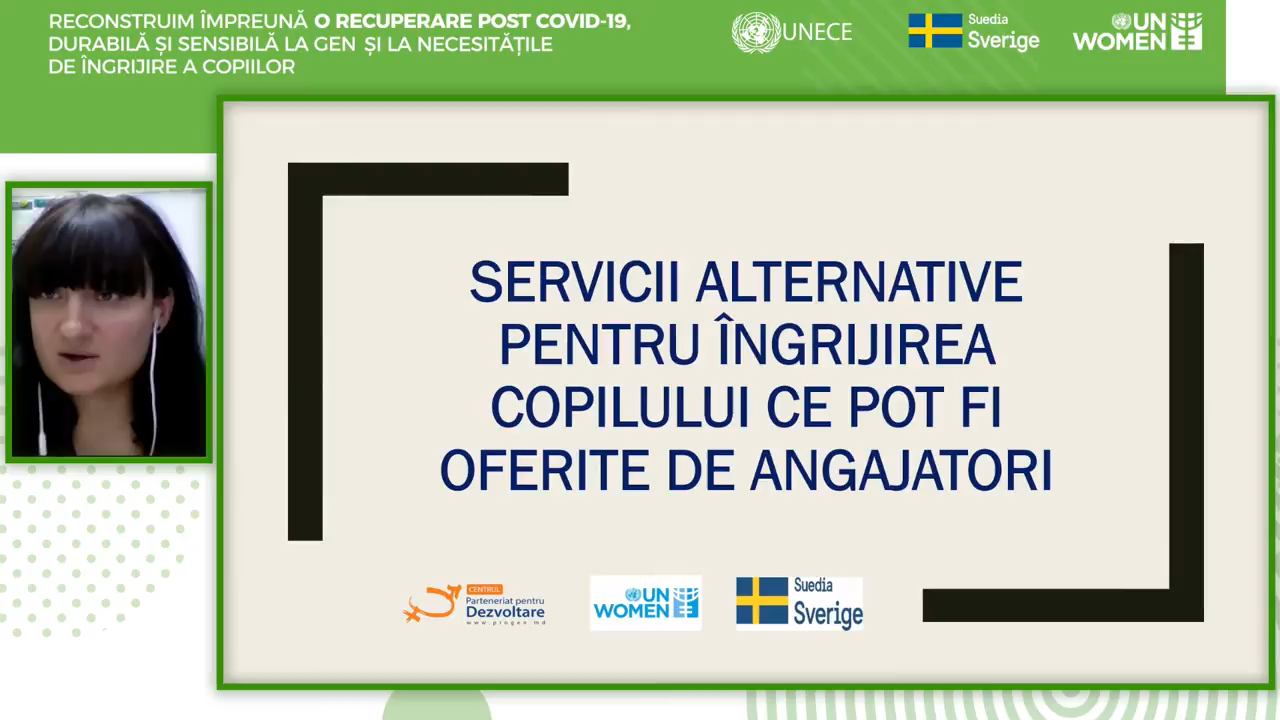 RECONSTRUIM ÎMPREUNĂ O RECUPERARE POST COVID-19,
DURABILĂ ȘI SENSIBILĂ LA GEN ȘI LA NECESITĂȚILE
DE ÎNGRIJIRE A COPIILOR
UNECE
Suedia
Sverige
UN
WOMEN
SERVICII ALTERNATIVE
PENTRU ÎNGRIJIREA
COPILULUI CE POT FI
OFERITE DE ANGAJATORI
CENTRUL
Parteneriat pentru
Dezvoltare
www.progen.md
UN
WOMEN
Suedia
Sverige